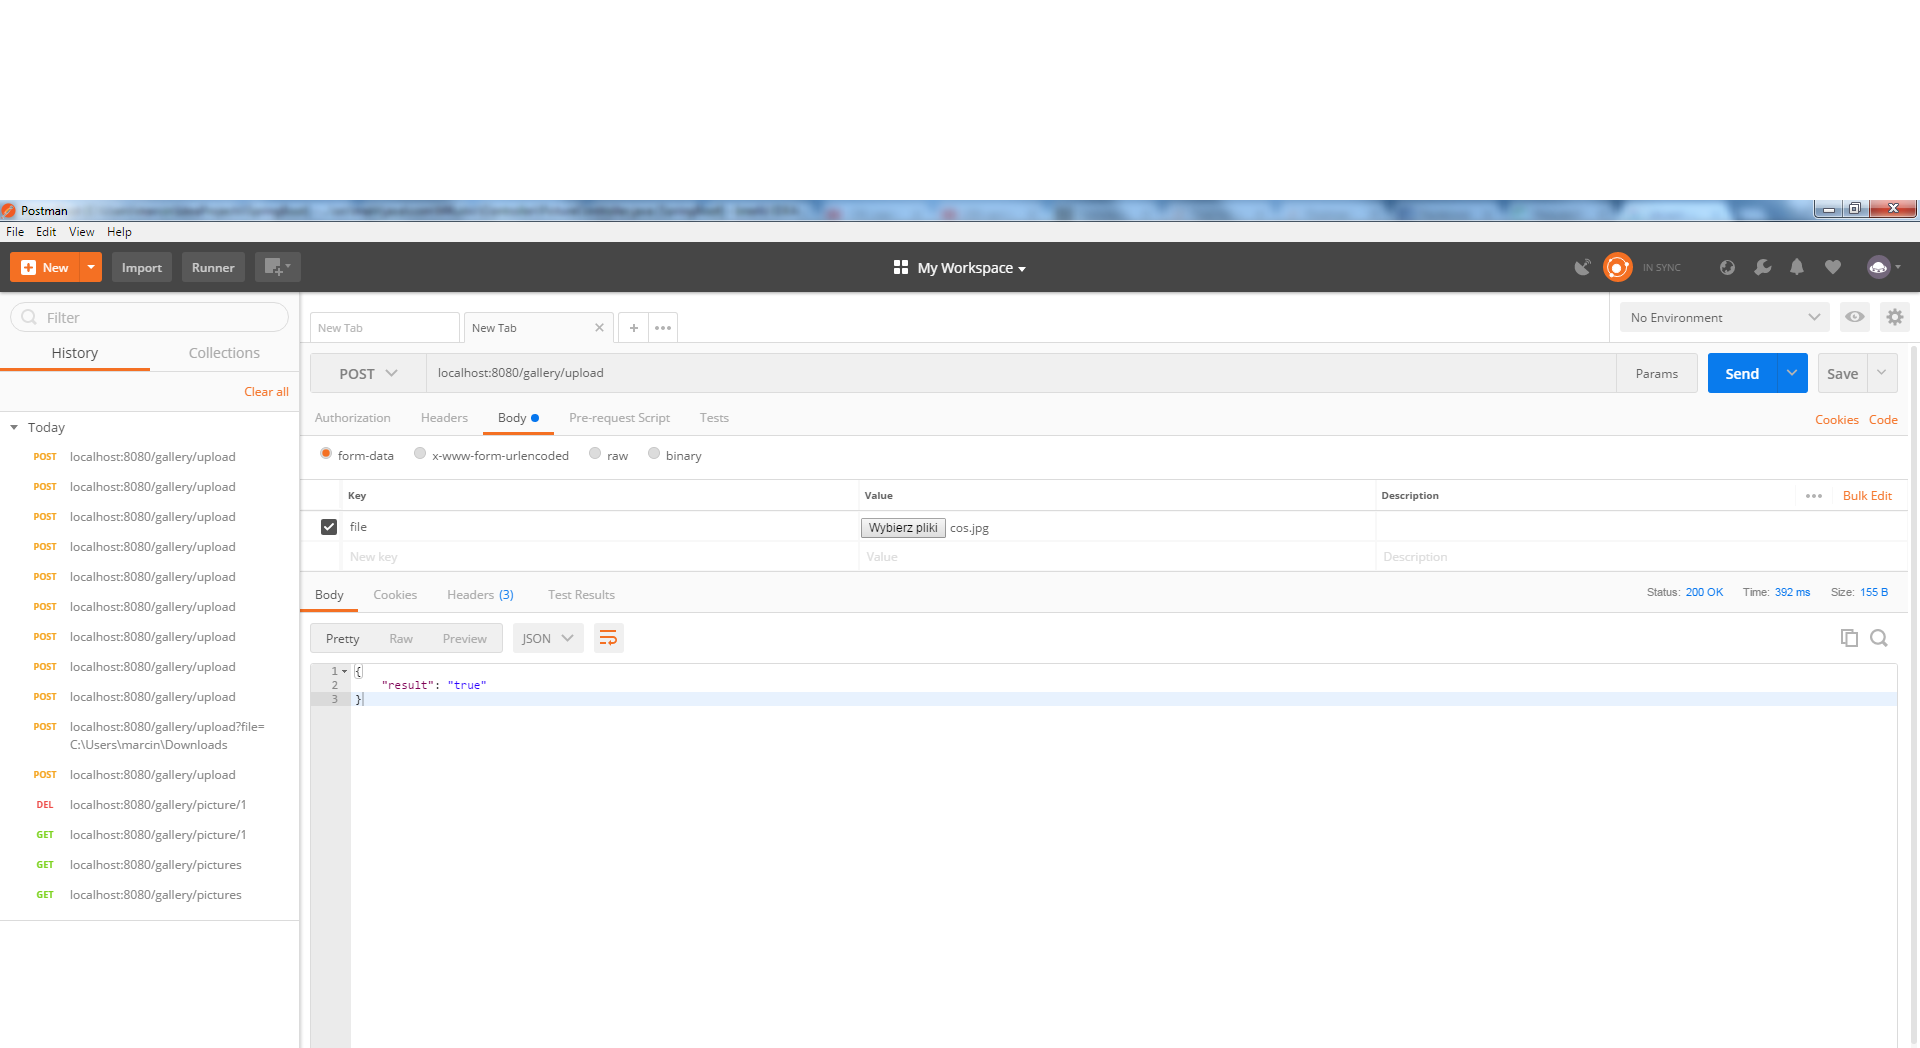 Postman
File Edit View Help
New Import Runner My Workspace IN SYNC
Filter
History Collections
Clear all
Today
POST localhost:8080/gallery/upload
POST localhost:8080/gallery/upload
POST localhost:8080/gallery/upload
POST localhost:8080/gallery/upload
POST localhost:8080/gallery/upload
POST localhost:8080/gallery/upload
POST localhost:8080/gallery/upload
POST localhost:8080/gallery/upload
POST localhost:8080/gallery/upload
POST localhost:8080/gallery/upload?file=
C:\Users\marcin\Downloads
POST localhost:8080/gallery/upload
DEL localhost:8080/gallery/picture/1
GET localhost:8080/gallery/picture/1
GET localhost:8080/gallery/pictures
GET localhost:8080/gallery/pictures
New Tab New Tab No Environment
POST localhost:8080/gallery/upload Params Send Save
Authorization Headers Body Pre-request Script Tests Cookies Code
form-data x-www-form-urlencoded raw binary
Key Value Description Bulk Edit
file Wybierz pliki cos.jpg
New key Value Description
Body Cookies Headers (3) Test Results Status: 200 OK Time: 392 ms Size: 155 B
Pretty Raw Preview JSON
1 {
2 "result": "true"
3 }